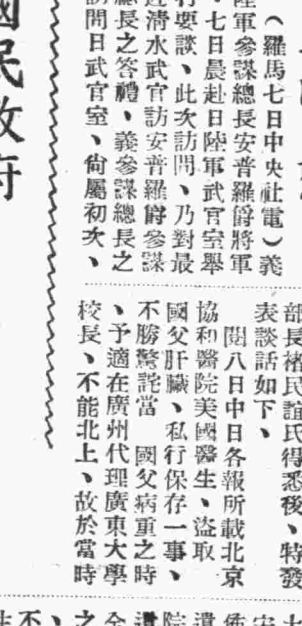 （羅馬七日中央社電）義
陸軍參謀總長安普羅爵將軍
、七日晨赴日陸軍武官室舉
行要談、此次訪問、乃對最
近清水武官訪安普羅爵參謀
總長之答禮、義參謀總長之
訪問日武官室、尙屬初次、
部長褚民誼氏得悉後、特發
表談話如下、
閱八日中日各報所載北京
協和醫院美國醫生、盜取
國父肝臟、私行保存一事、
不勝驚詫當　國父病重之時
、予適在廣州代理廣東大學
校長、不能北上、故於當時
國民政府